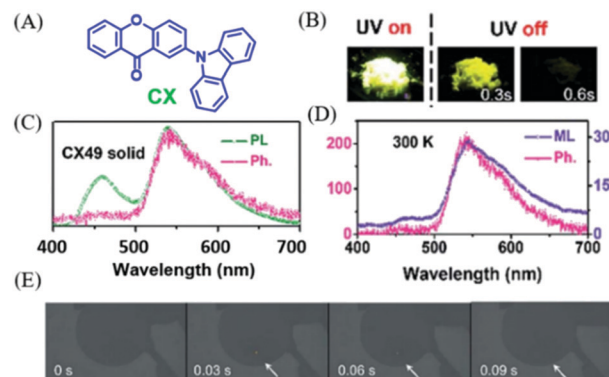 (A)
O
N
O
CX
(B)
UV on
UV off
0.3s
0.6s
(C)
CX49 solid
PL
Ph.
400 500 600 700
Wavelength (nm)
(D)
300 K
ML
Ph.
200
100
0
30
15
0
400 500 600 700
Wavelength (nm)
(E)
0 s
0.03 s
0.06 s
0.09 s